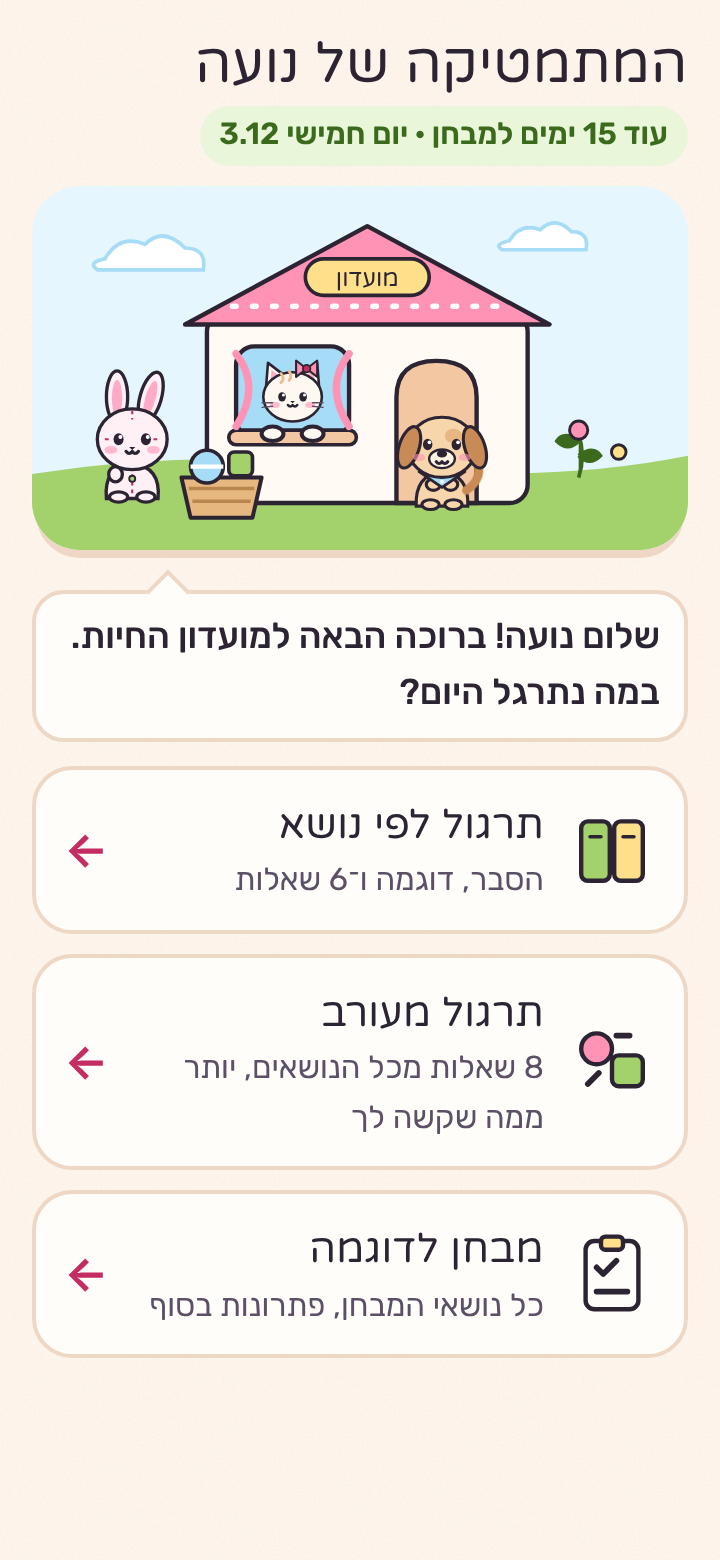 המתמטיקה של נועה
עוד 15 ימים למבחן • יום חמישי 3.12
מועדון
שלום נועה! ברוכה הבאה למועדון החיות.
במה נתרגל היום?
תרגול לפי נושא
הסבר, דוגמה ו־6 שאלות
תרגול מעורב
8 שאלות מכל הנושאים, יותר
ממה שקשה לך
מבחן לדוגמה
כל נושאי המבחן, פתרונות בסוף